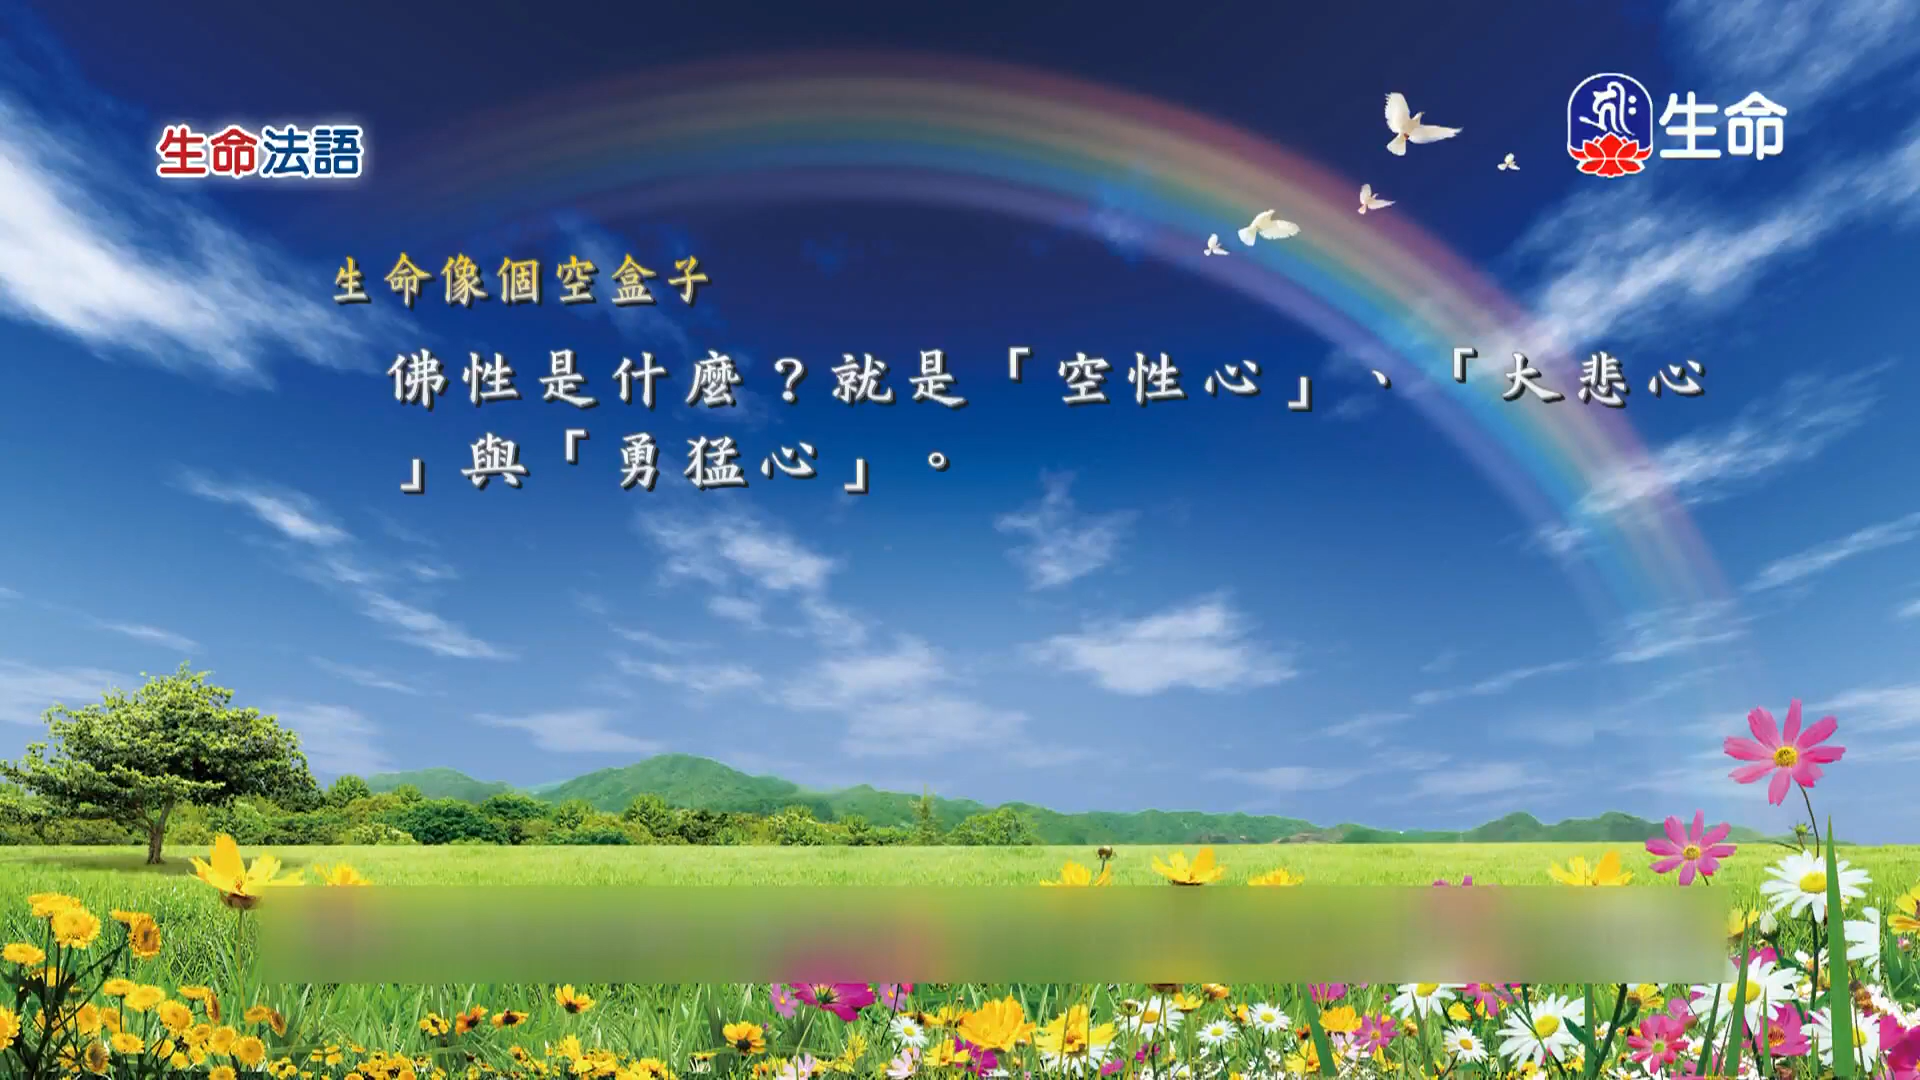 生命法語
生命
生命像個空盒子
佛性是什麼？就是「空性心」、「大悲心
」與「勇猛心」。